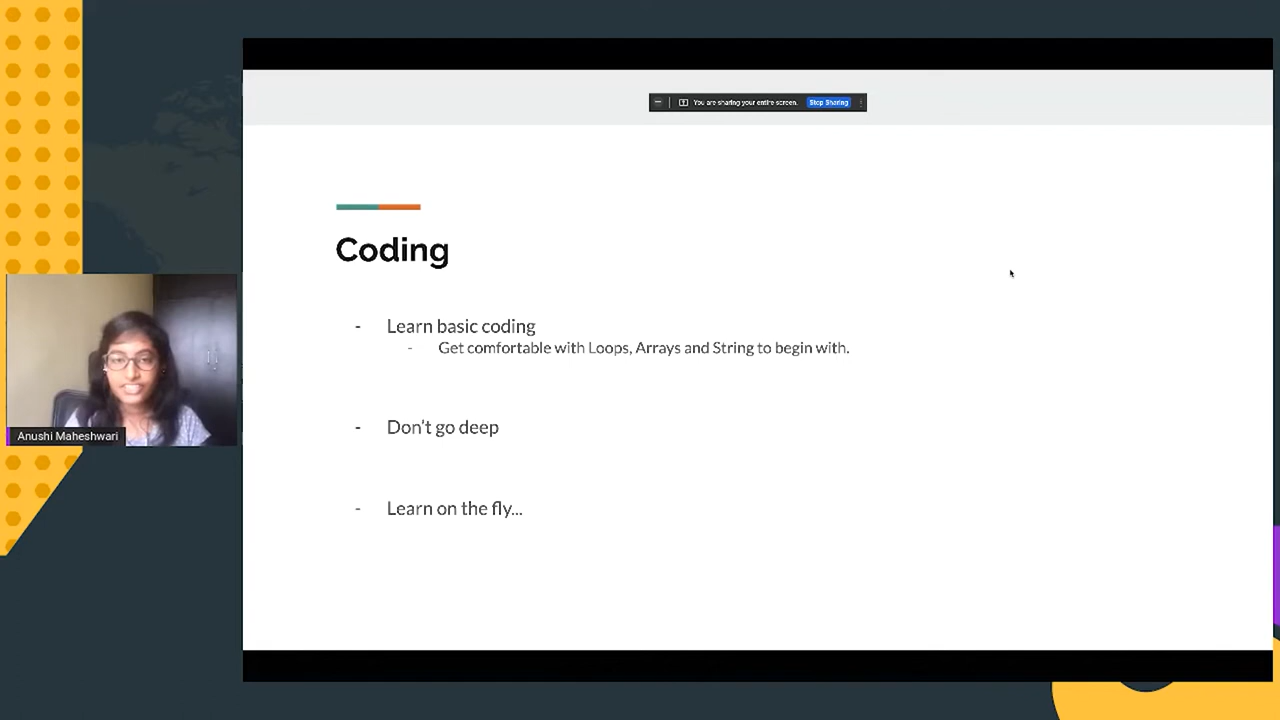 You are sharing your entire screen. Stop Sharing
Coding
- Learn basic coding
- Get comfortable with Loops, Arrays and String to begin with.
- Don't go deep
- Learn on the fly...
Anushi Maheshwari